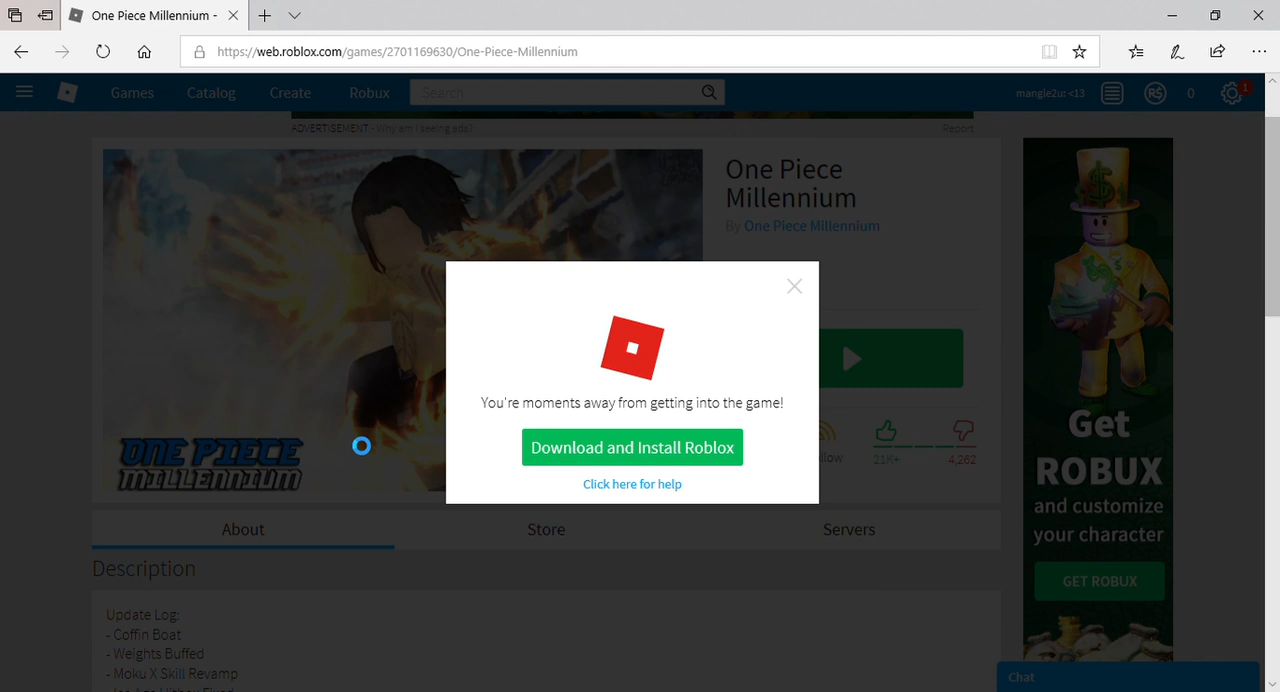 One Piece Millennium -
https://web.roblox.com/games/2701169630/One-Piece-Millennium
Games Catalog Create Robux Search mangle2u: <13 R$ 0 1
ADVERTISEMENT - Why am I seeing ads? Report
One Piece
Millennium
By One Piece Millennium
You're moments away from getting into the game!
Download and Install Roblox
Click here for help
21K+ 4,262
ONE PIECE
MILLENNIUM
Get
ROBUX
and customize
your character
GET ROBUX
About Store Servers
Description
Update Log:
- Coffin Boat
- Weights Buffed
- Moku X Skill Revamp
Chat